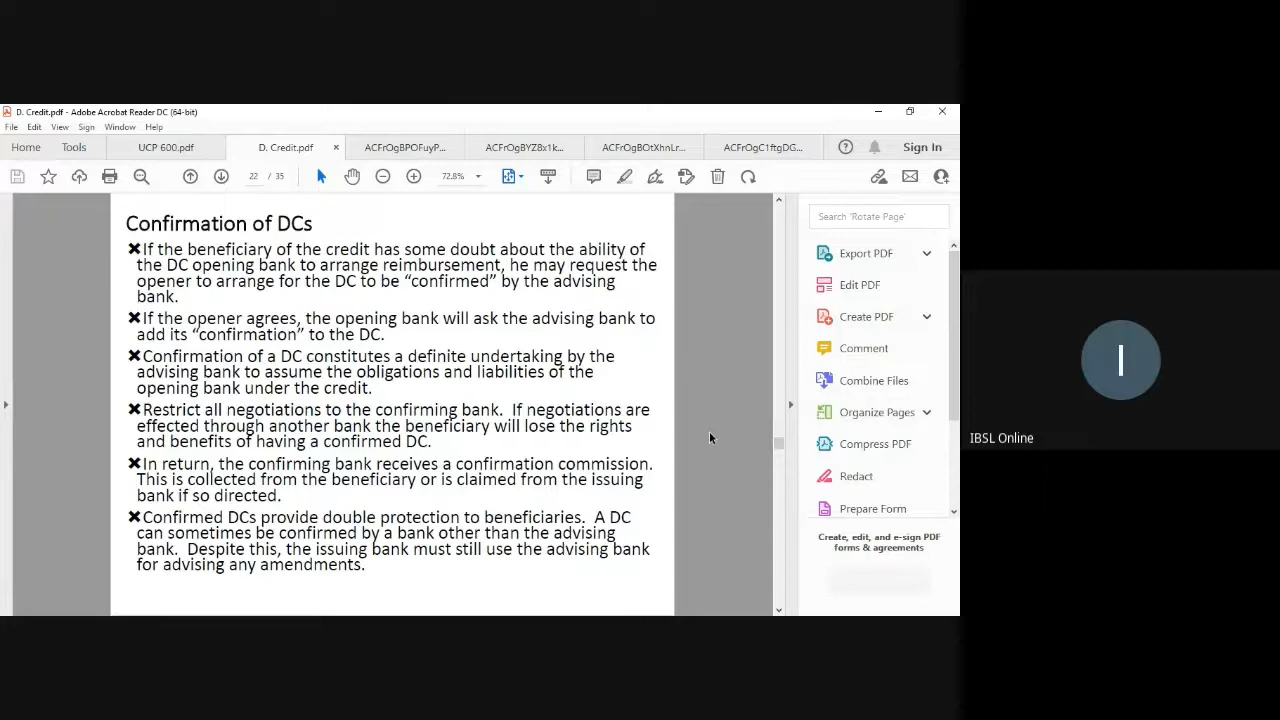 D. Credit.pdf - Adobe Acrobat Reader DC (64-bit)
File Edit View Sign Window Help
Home Tools UCP 600.pdf D. Credit.pdf × ACFrOgBPOFuyP... ACFrOgBYZ8x1k... ACFrOgBOtXhnLr... ACFrOgC1ftgDG... Sign In
22 / 35 72.8%
Confirmation of DCs
✖If the beneficiary of the credit has some doubt about the ability of
the DC opening bank to arrange reimbursement, he may request the
opener to arrange for the DC to be “confirmed” by the advising
bank.
✖If the opener agrees, the opening bank will ask the advising bank to
add its “confirmation” to the DC.
✖Confirmation of a DC constitutes a definite undertaking by the
advising bank to assume the obligations and liabilities of the
opening bank under the credit.
✖Restrict all negotiations to the confirming bank. If negotiations are
effected through another bank the beneficiary will lose the rights
and benefits of having a confirmed DC.
✖In return, the confirming bank receives a confirmation commission.
This is collected from the beneficiary or is claimed from the issuing
bank if so directed.
✖Confirmed DCs provide double protection to beneficiaries. A DC
can sometimes be confirmed by a bank other than the advising
bank. Despite this, the issuing bank must still use the advising bank
for advising any amendments.
Search 'Rotate Page'
Export PDF
Edit PDF
Create PDF
Comment
Combine Files
Organize Pages
Compress PDF
Redact
Prepare Form
Create, edit, and e-sign PDF
forms & agreements
I
IBSL Online